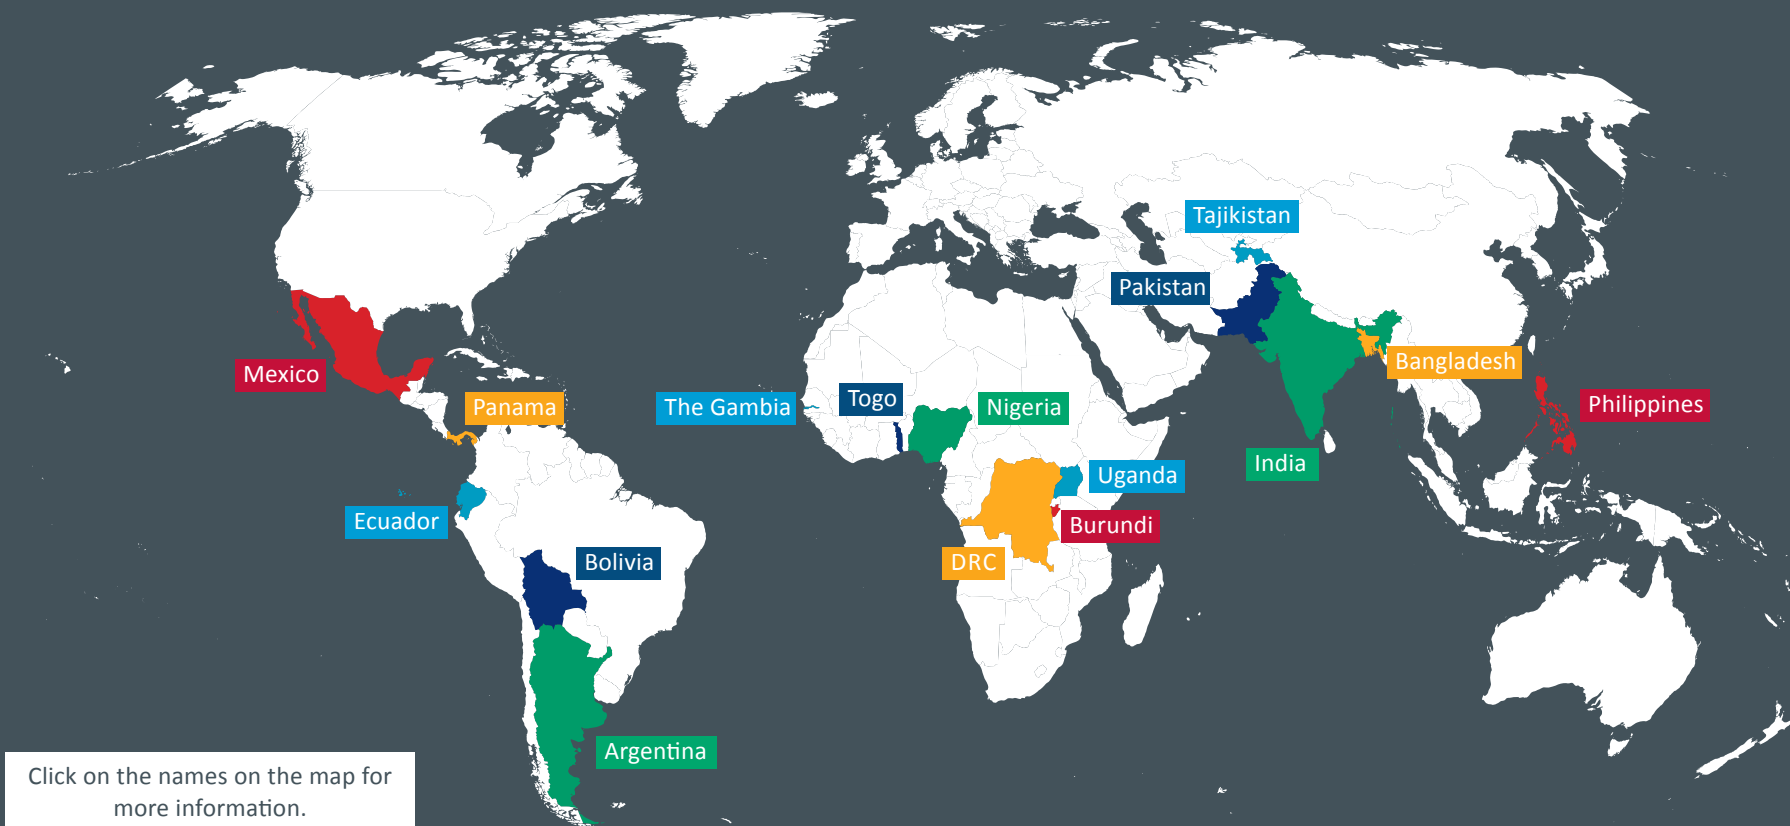 Tajikistan
Pakistan
Bangladesh
Mexico
Panama
The Gambia
Togo
Nigeria
Philippines
India
Uganda
Ecuador
Burundi
Bolivia
DRC
Argentina
Click on the names on the map for
more information.